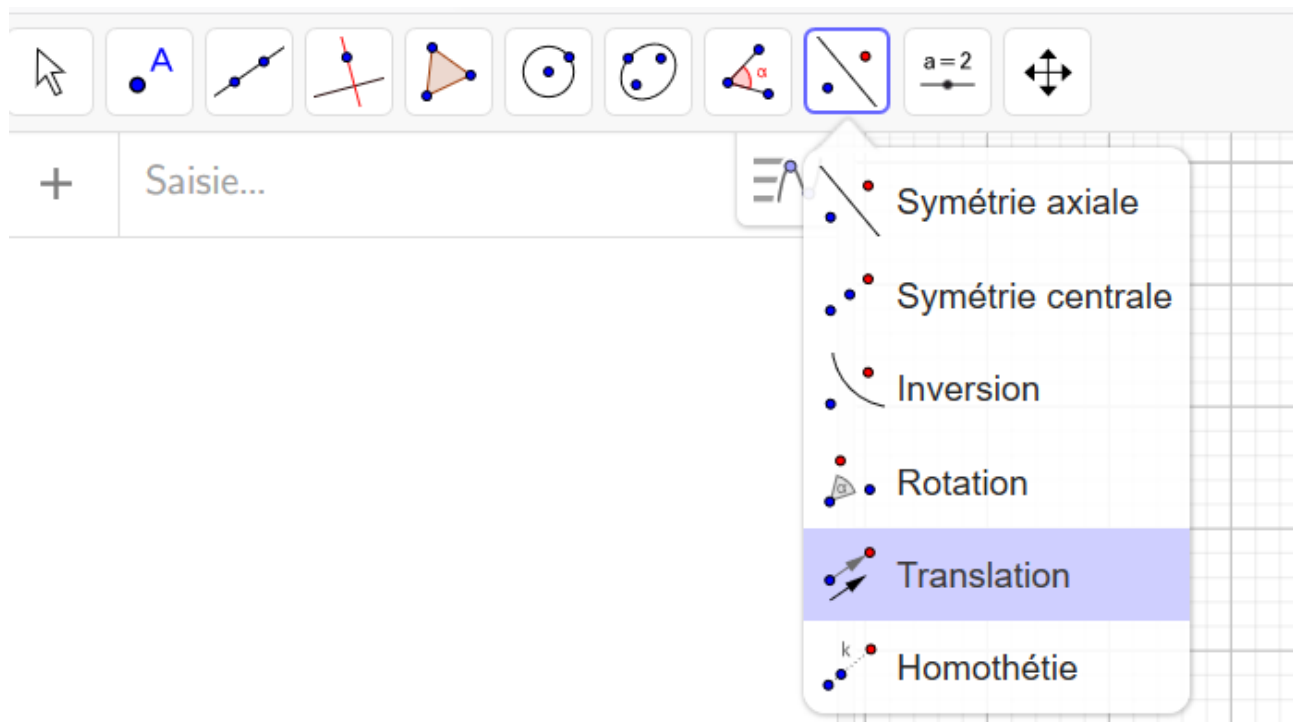 A
α
a = 2
Saisie...
Symétrie axiale
Symétrie centrale
Inversion
α
Rotation
Translation
k
Homothétie